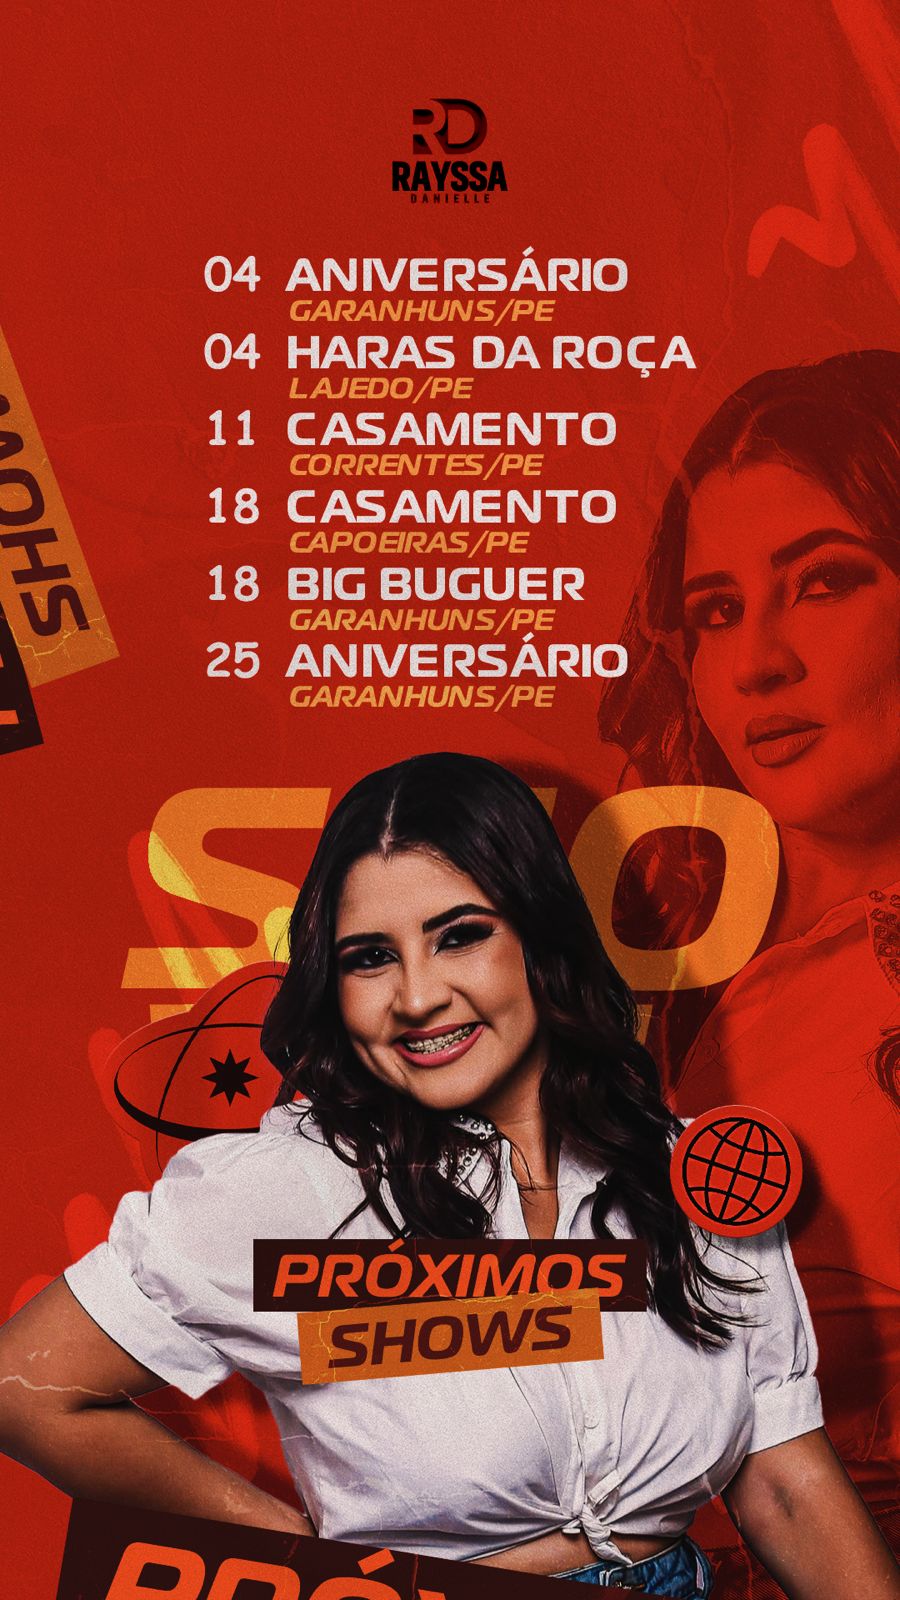 RD
RAYSSA
DANIELLE
04 ANIVERSÁRIO
GARANHUNS/PE
04 HARAS DA ROÇA
LAJEDO/PE
11 CASAMENTO
CORRENTES/PE
18 CASAMENTO
CAPOEIRAS/PE
18 BIG BUGUER
GARANHUNS/PE
25 ANIVERSÁRIO
GARANHUNS/PE
SHOWS
PRÓXIMOS
SHOWS